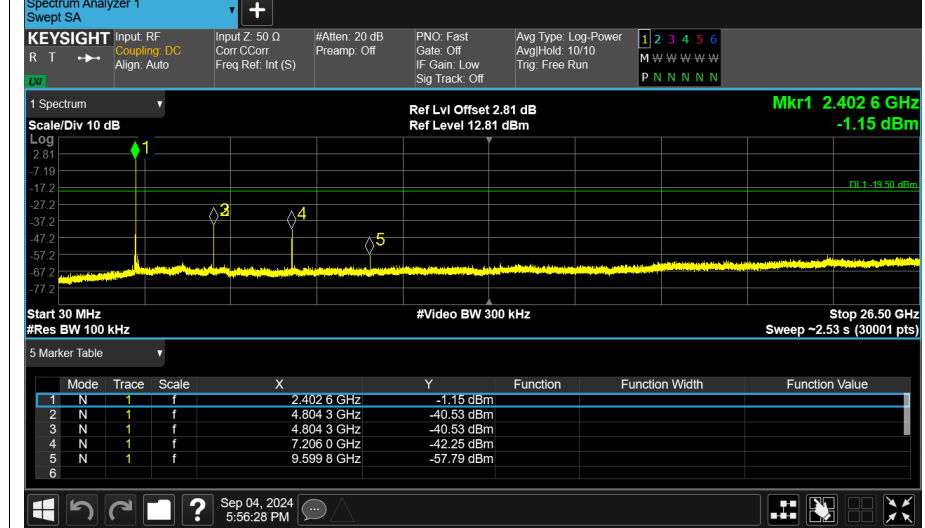 Spectrum Analyzer 1
Swept SA
+
KEYSIGHT
R T
LXI
Input: RF
Coupling: DC
Align: Auto
Input Z: 50 Ω
Corr CCorr
Freq Ref: Int (S)
#Atten: 20 dB
Preamp: Off
PNO: Fast
Gate: Off
IF Gain: Low
Sig Track: Off
Avg Type: Log-Power
Avg|Hold: 10/10
Trig: Free Run
1 2 3 4 5 6
M W W W W W
P N N N N N
1 Spectrum
Scale/Div 10 dB
Log
Ref Lvl Offset 2.81 dB
Ref Level 12.81 dBm
Mkr1 2.402 6 GHz
-1.15 dBm
2.81
-7.19
-17.2
-27.2
-37.2
-47.2
-57.2
-67.2
-77.2
1
3
4
5
DL1 -19.50 dBm
Start 30 MHz
#Res BW 100 kHz
#Video BW 300 kHz
Stop 26.50 GHz
Sweep ~2.53 s (30001 pts)
5 Marker Table
Mode Trace Scale X Y Function Function Width Function Value
1 N 1 f 2.402 6 GHz -1.15 dBm
2 N 1 f 4.804 3 GHz -40.53 dBm
3 N 1 f 4.804 3 GHz -40.53 dBm
4 N 1 f 7.206 0 GHz -42.25 dBm
5 N 1 f 9.599 8 GHz -57.79 dBm
6
?
Sep 04, 2024
5:56:28 PM